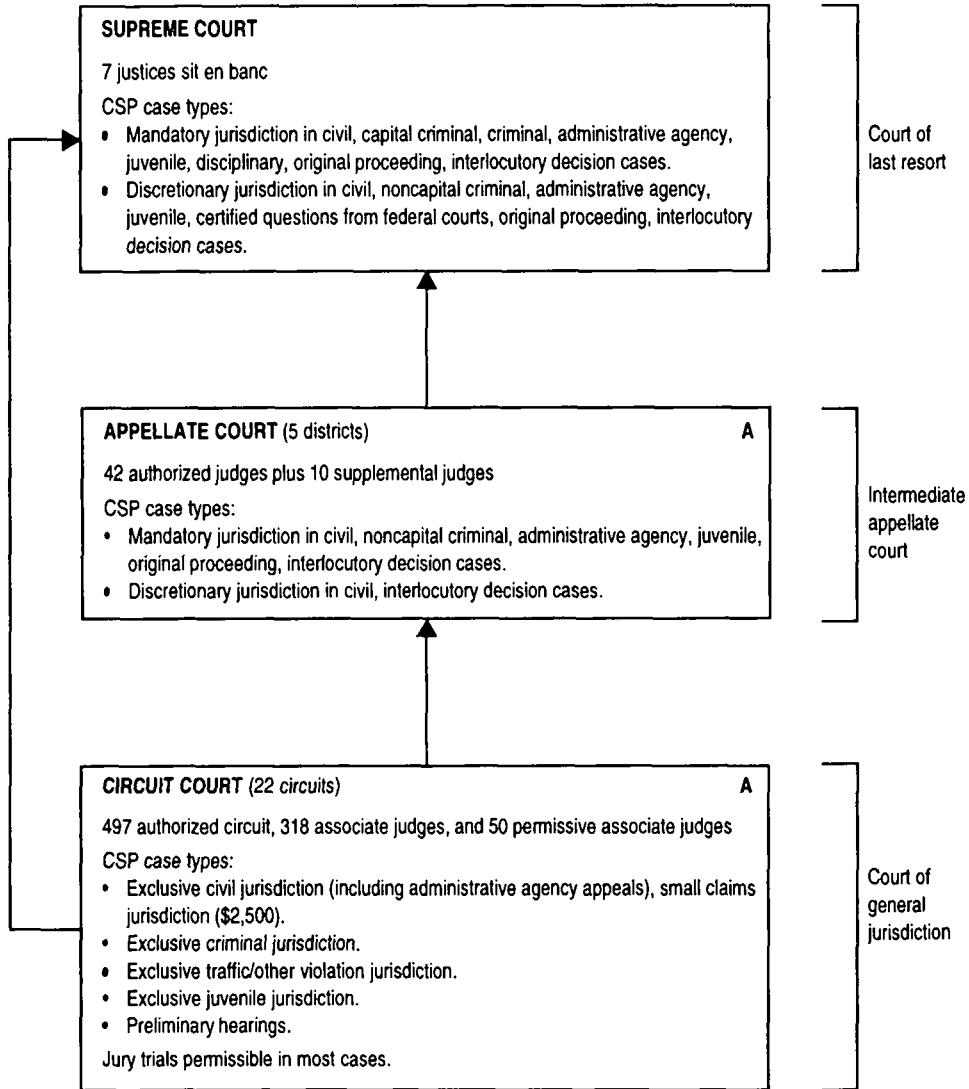 SUPREME COURT
7 justices sit en banc
CSP case types:
• Mandatory jurisdiction in civil, capital criminal, criminal, administrative agency,
juvenile, disciplinary, original proceeding, interlocutory decision cases.
• Discretionary jurisdiction in civil, noncapital criminal, administrative agency,
juvenile, certified questions from federal courts, original proceeding, interlocutory
decision cases.
Court of
last resort
APPELLATE COURT (5 districts) A
42 authorized judges plus 10 supplemental judges
CSP case types:
• Mandatory jurisdiction in civil, noncapital criminal, administrative agency, juvenile,
original proceeding, interlocutory decision cases.
• Discretionary jurisdiction in civil, interlocutory decision cases.
Intermediate
appellate
court
CIRCUIT COURT (22 circuits) A
497 authorized circuit, 318 associate judges, and 50 permissive associate judges
CSP case types:
• Exclusive civil jurisdiction (including administrative agency appeals), small claims
jurisdiction ($2,500).
• Exclusive criminal jurisdiction.
• Exclusive traffic/other violation jurisdiction.
• Exclusive juvenile jurisdiction.
• Preliminary hearings.
Jury trials permissible in most cases.
Court of
general
jurisdiction